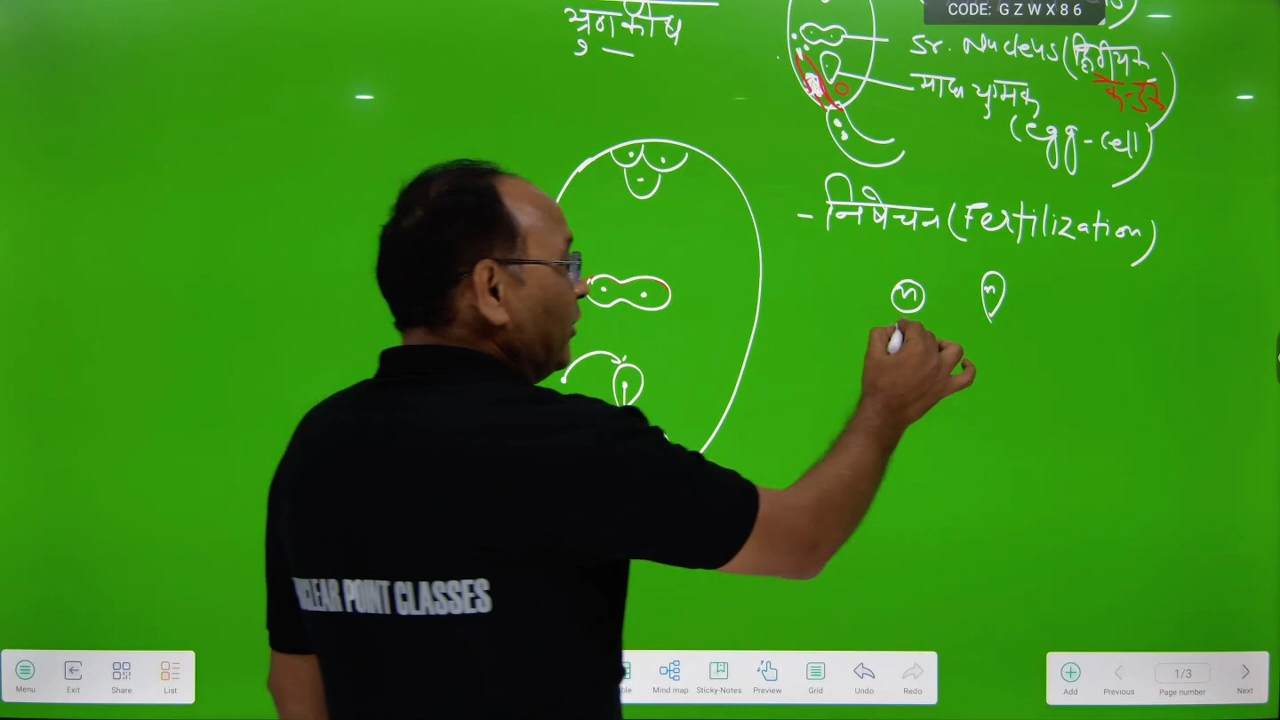 CODE: G Z W X 8 6
भ्रूणकोष
Sr. Nucleus (द्वितीयक
केन्द्रक)
मादा युग्मक
(egg-cell)
- निषेचन (Fertilization)
n n
CLEAR POINT CLASSES
Menu Exit Share List
Mind map Sticky-Notes Preview Grid Undo Redo
Add Previous 1/3 Page number Next